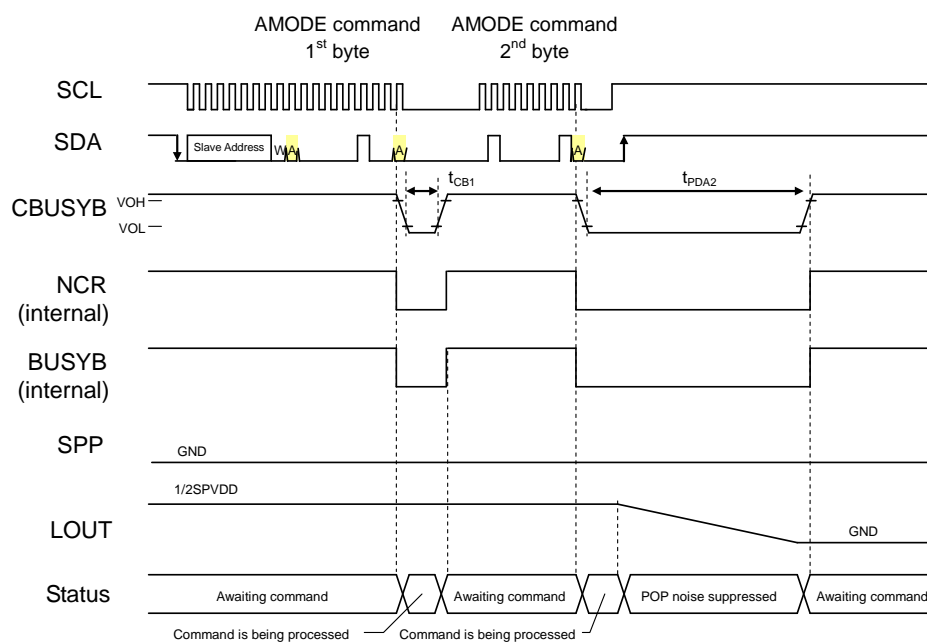 AMODE command
1st byte
AMODE command
2nd byte
SCL
SDA
Slave Address
W
A
A
A
tCB1
tPDA2
CBUSYB
VOH
VOL
NCR
(internal)
BUSYB
(internal)
SPP
GND
1/2SPVDD
LOUT
GND
Status
Awaiting command
Awaiting command
POP noise suppressed
Awaiting command
Command is being processed
Command is being processed